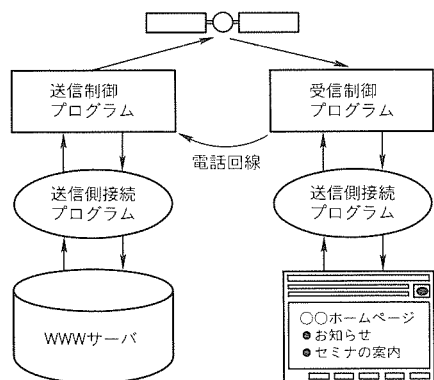 送信制御
プログラム
受信制御
プログラム
電話回線
送信側接続
プログラム
送信側接続
プログラム
WWWサーバ
○○ホームページ
●お知らせ
●セミナの案内